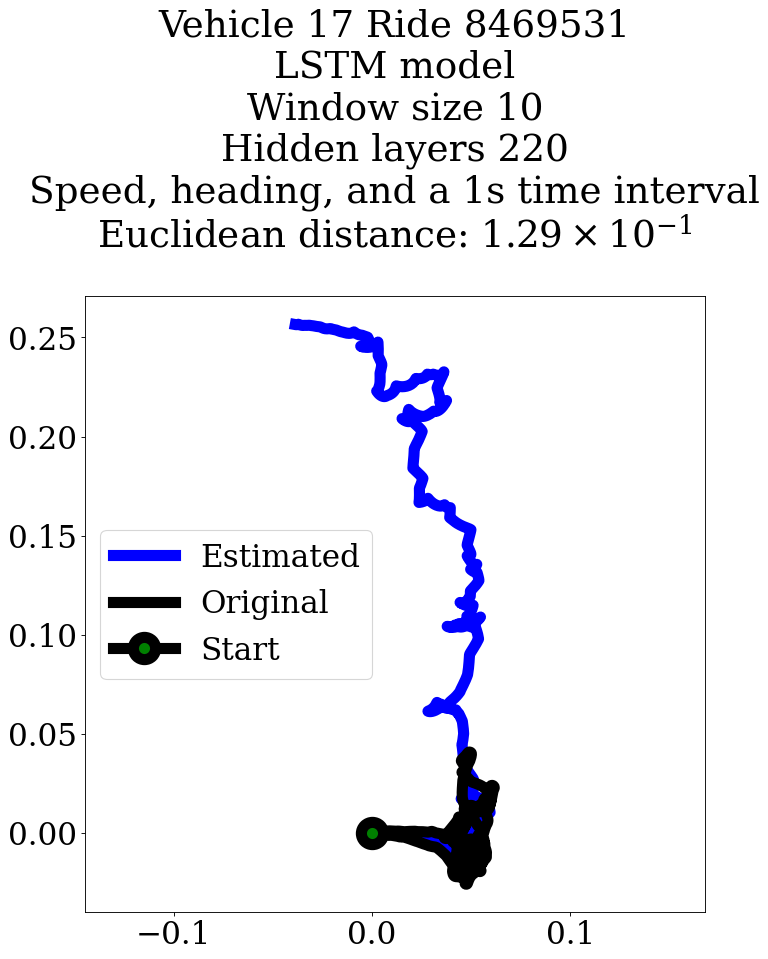 Vehicle 17 Ride 8469531
LSTM model
Window size 10
Hidden layers 220
Speed, heading, and a 1s time interval
Euclidean distance: 1.29 × 10⁻¹
0.25
0.20
0.15
0.10
0.05
0.00
Estimated
Original
Start
−0.1
0.0
0.1